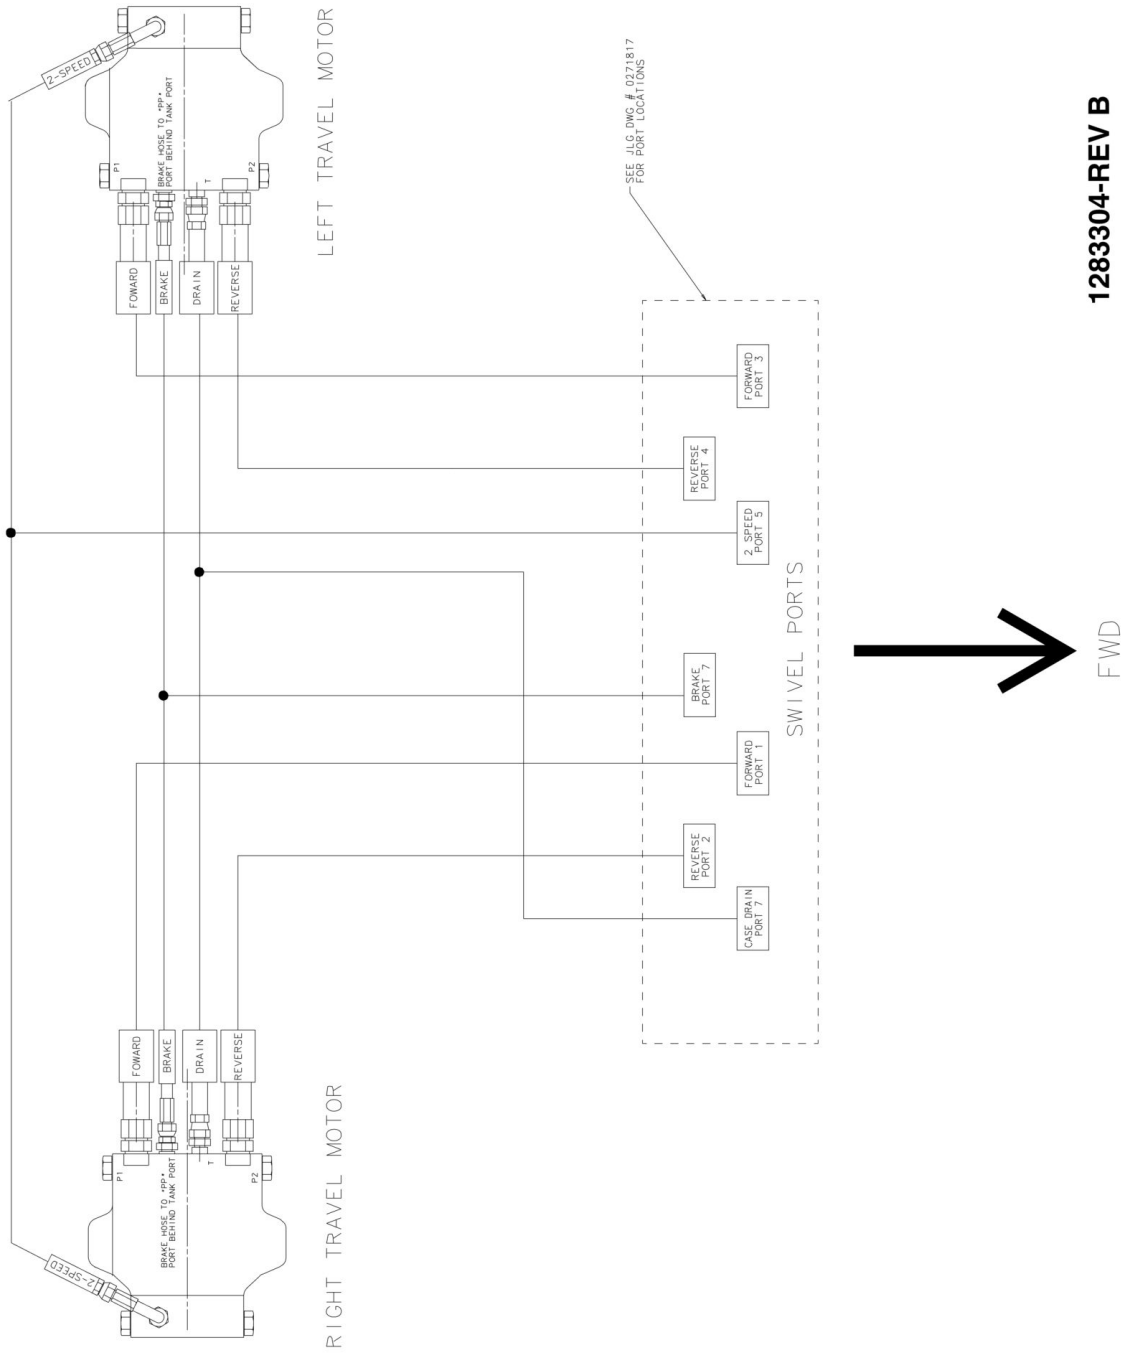 2-SPEED
P1
BRAKE HOSE TO *PP*
PORT BEHIND TANK PORT
T
P2
FOWARD
BRAKE
DRAIN
REVERSE
LEFT TRAVEL MOTOR
SEE JLG DWG # 0271817
FOR PORT LOCATIONS
FORWARD
PORT 3
REVERSE
PORT 4
2 SPEED
PORT 5
BRAKE
PORT 7
FORWARD
PORT 1
REVERSE
PORT 2
CASE DRAIN
PORT 7
SWIVEL PORTS
FOWARD
BRAKE
DRAIN
REVERSE
P1
BRAKE HOSE TO *PP*
PORT BEHIND TANK PORT
T
P2
2-SPEED
RIGHT TRAVEL MOTOR
FWD
1283304-REV B